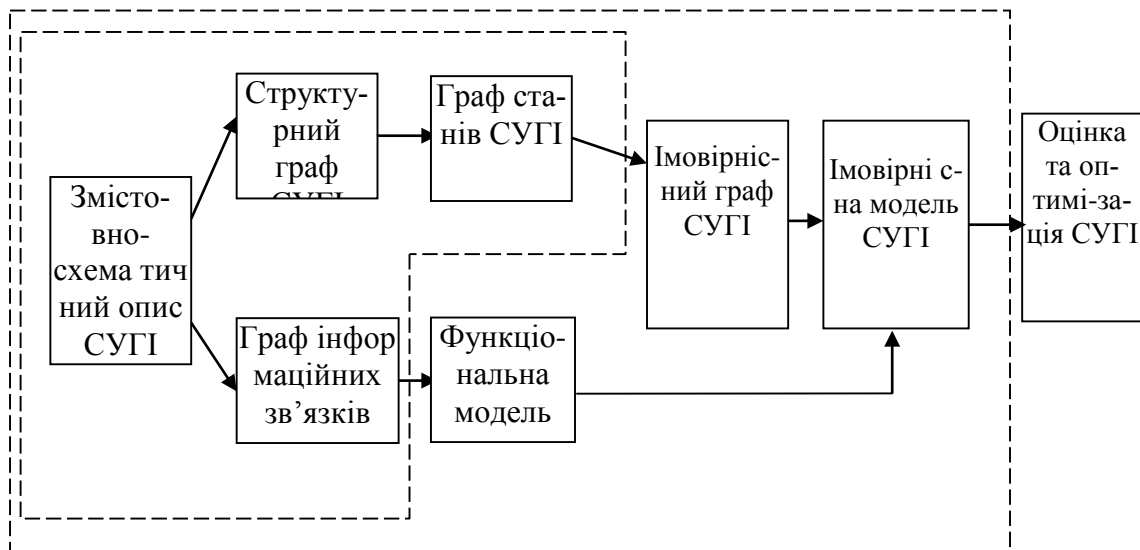 Змісто-
вно-
схема тич
ний опис
СУГІ
Структу-
рний
граф
СУГІ
Граф ста-
нів СУГІ
Граф інфор
маційних
зв’язків
Функціо-
нальна
модель
Імовірніс-
ний граф
СУГІ
Імовірні с-
на модель
СУГІ
Оцінка
та оп-
тимі-за-
ція СУГІ